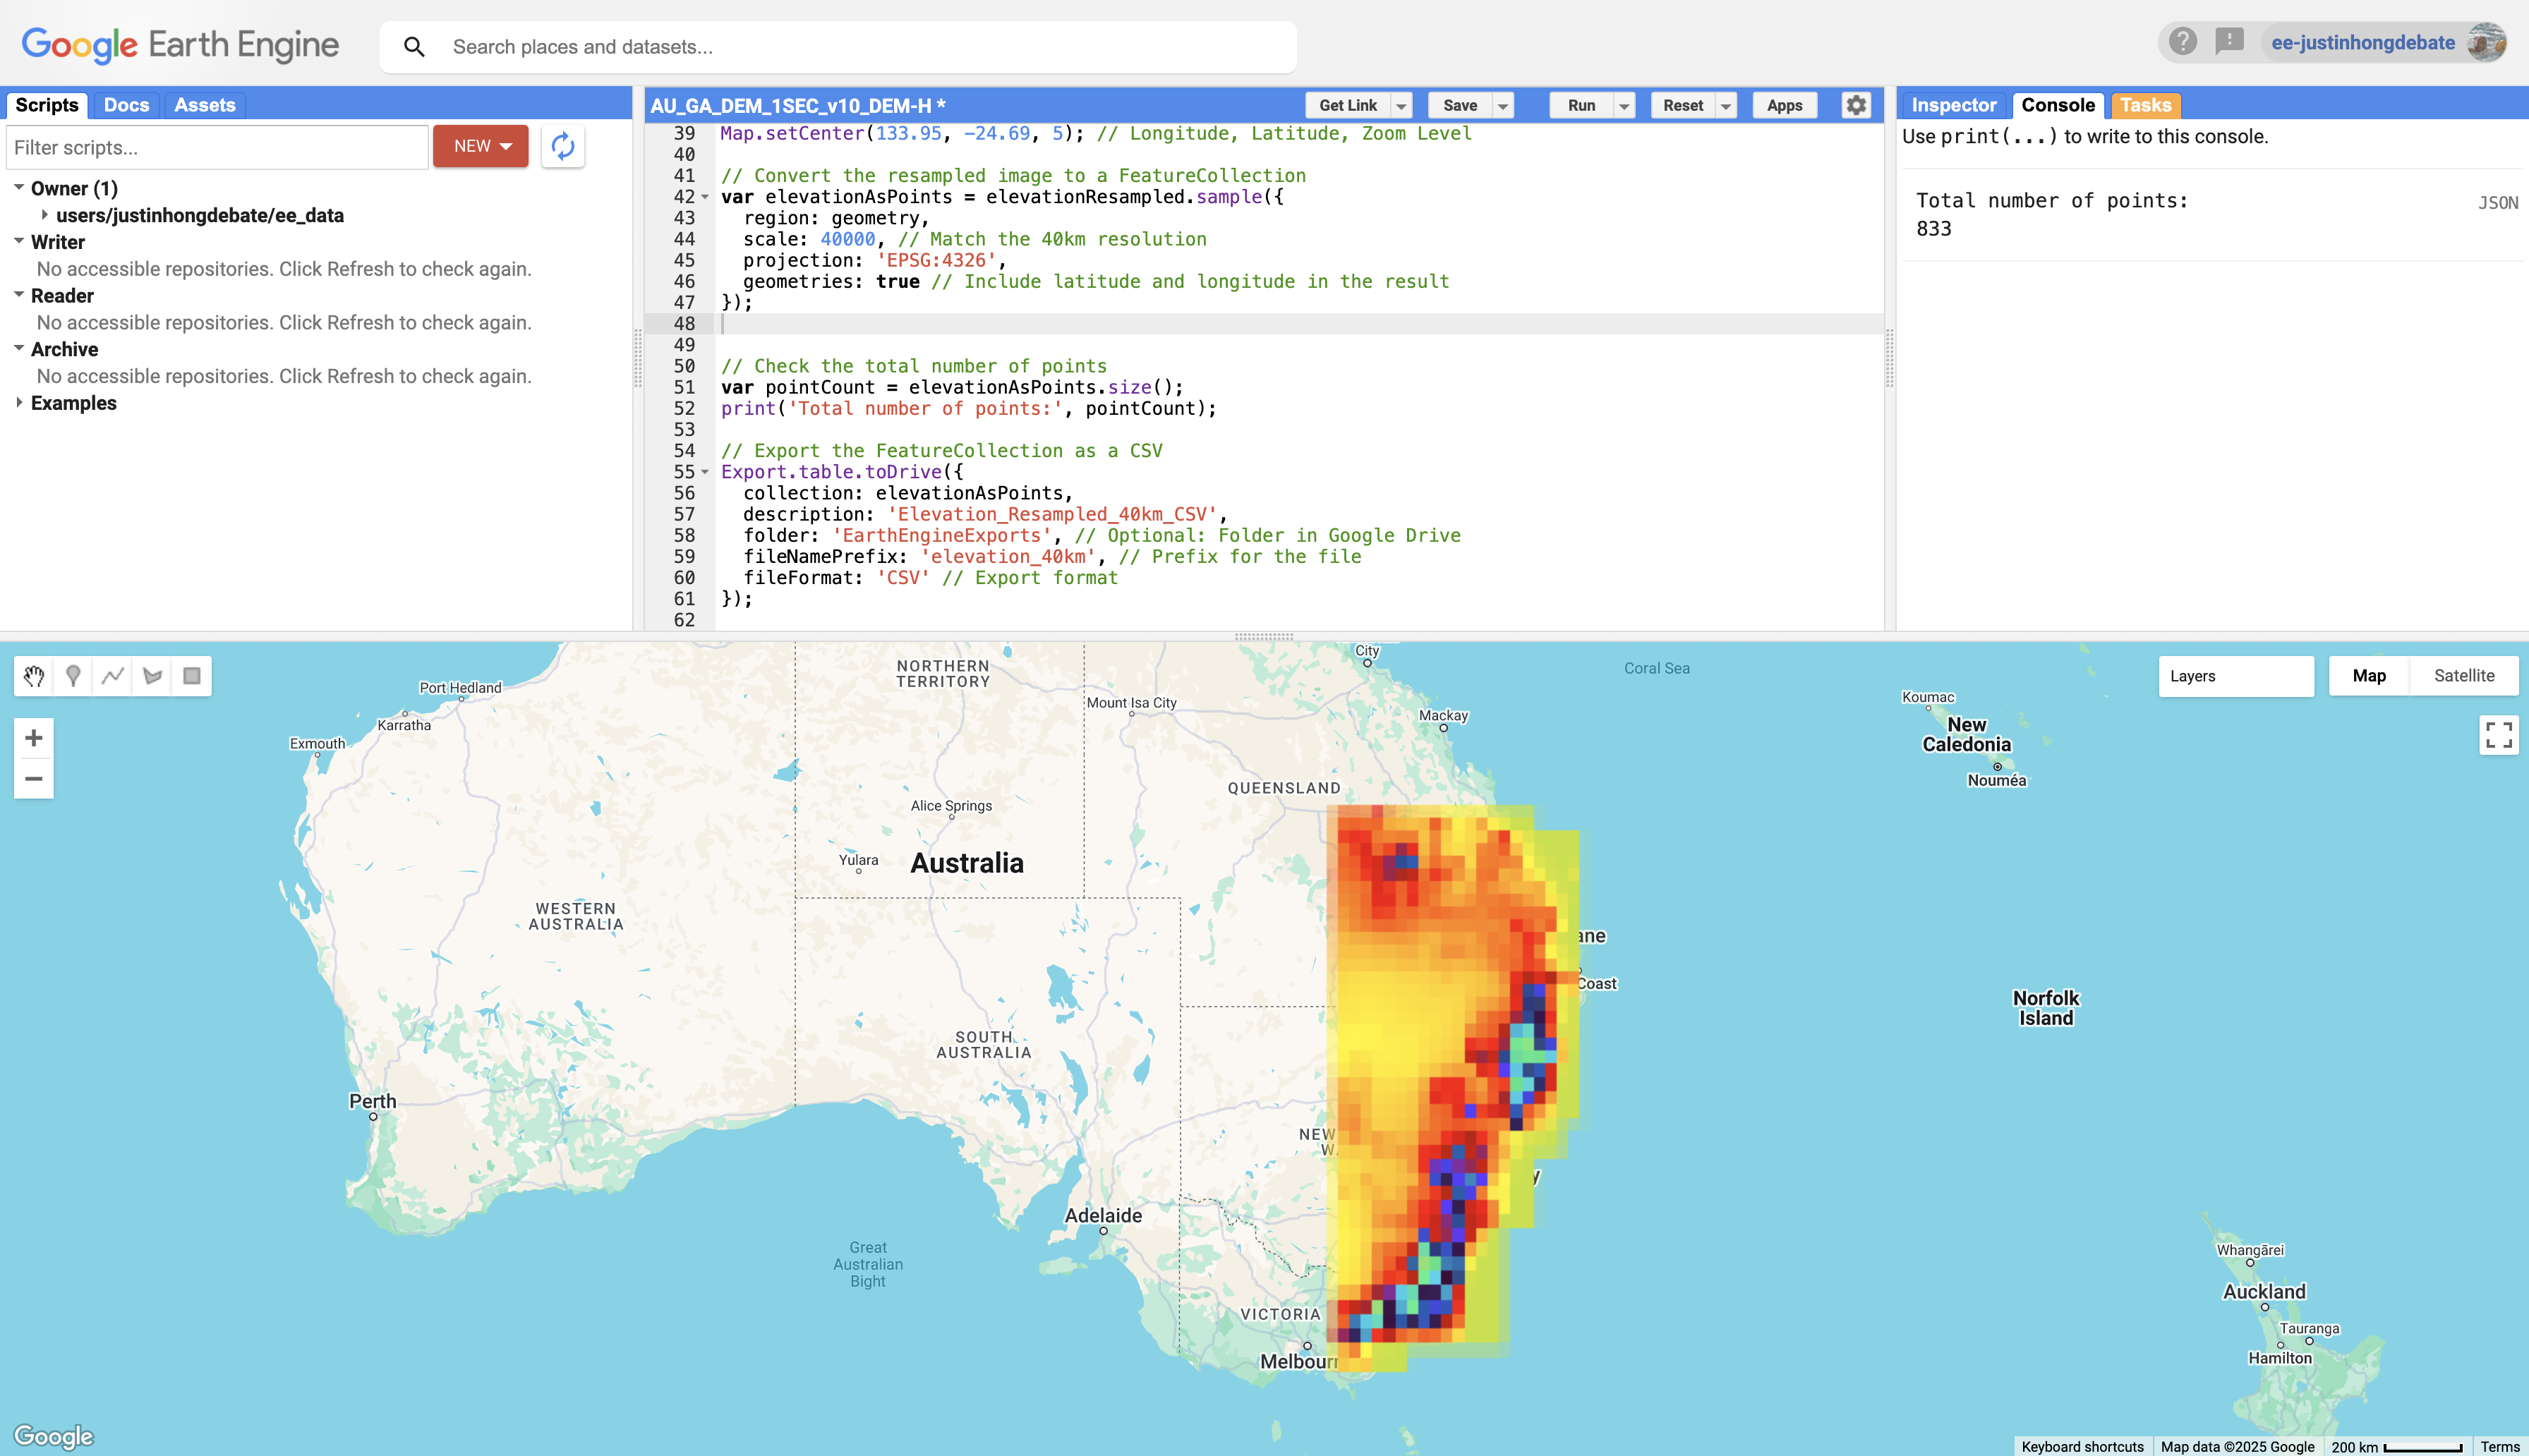 Google Earth Engine
Search places and datasets...
ee-justinhongdebate
Scripts Docs Assets
Filter scripts...
NEW
Owner (1)
users/justinhongdebate/ee_data
Writer
No accessible repositories. Click Refresh to check again.
Reader
No accessible repositories. Click Refresh to check again.
Archive
No accessible repositories. Click Refresh to check again.
Examples
AU_GA_DEM_1SEC_v10_DEM-H *
Get Link Save Run Reset Apps
39 Map.setCenter(133.95, -24.69, 5); // Longitude, Latitude, Zoom Level
40
41 // Convert the resampled image to a FeatureCollection
42 var elevationAsPoints = elevationResampled.sample({
43 region: geometry,
44 scale: 40000, // Match the 40km resolution
45 projection: 'EPSG:4326',
46 geometries: true // Include latitude and longitude in the result
47 });
48
49
50 // Check the total number of points
51 var pointCount = elevationAsPoints.size();
52 print('Total number of points:', pointCount);
53
54 // Export the FeatureCollection as a CSV
55 Export.table.toDrive({
56 collection: elevationAsPoints,
57 description: 'Elevation_Resampled_40km_CSV',
58 folder: 'EarthEngineExports', // Optional: Folder in Google Drive
59 fileNamePrefix: 'elevation_40km', // Prefix for the file
60 fileFormat: 'CSV' // Export format
61 });
62
Inspector Console Tasks
Use print(...) to write to this console.
Total number of points:
JSON
833
Layers
Map Satellite
City
Coral Sea
NORTHERN
TERRITORY
Port Hedland
Karratha
Mount Isa City
Mackay
Koumac
New
Caledonia
Nouméa
Exmouth
QUEENSLAND
Alice Springs
Yulara
Australia
WESTERN
AUSTRALIA
ane
Coast
Norfolk
Island
SOUTH
AUSTRALIA
Perth
NEW
W
y
Adelaide
Great
Australian
Bight
VICTORIA
Melbourn
Whangārei
Auckland
Tauranga
Hamilton
Google
Keyboard shortcuts Map data ©2025 Google 200 km Terms